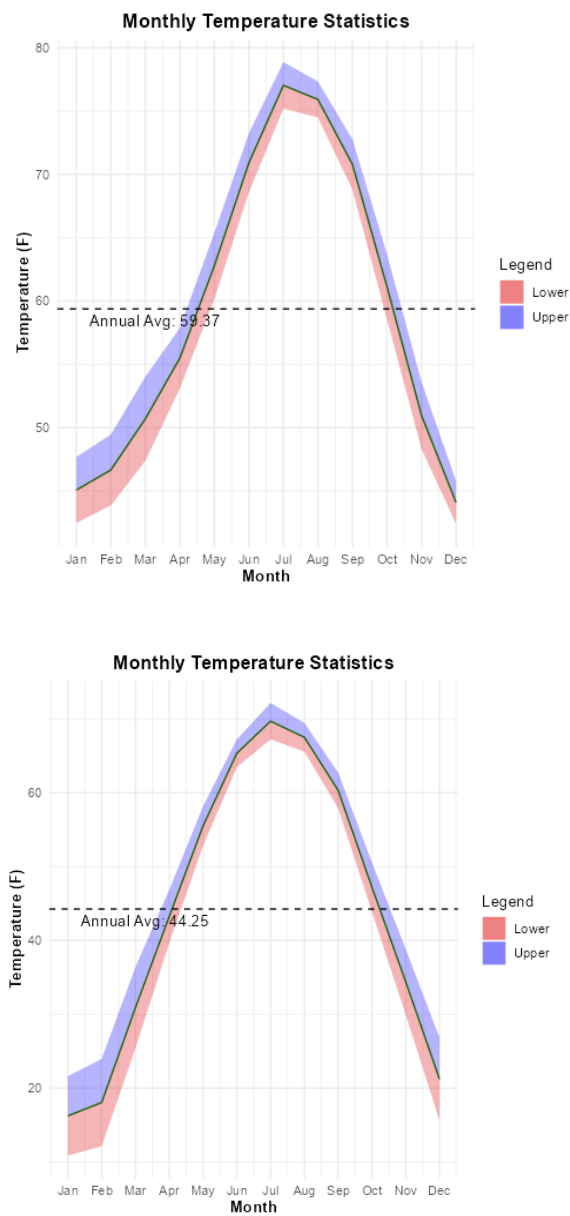 Monthly Temperature Statistics
80
70
60
50
Temperature (F)
Annual Avg: 59.37
Legend
Lower
Upper
Jan Feb Mar Apr May Jun Jul Aug Sep Oct Nov Dec
Month
Monthly Temperature Statistics
60
40
20
Temperature (F)
Annual Avg: 44.25
Legend
Lower
Upper
Jan Feb Mar Apr May Jun Jul Aug Sep Oct Nov Dec
Month